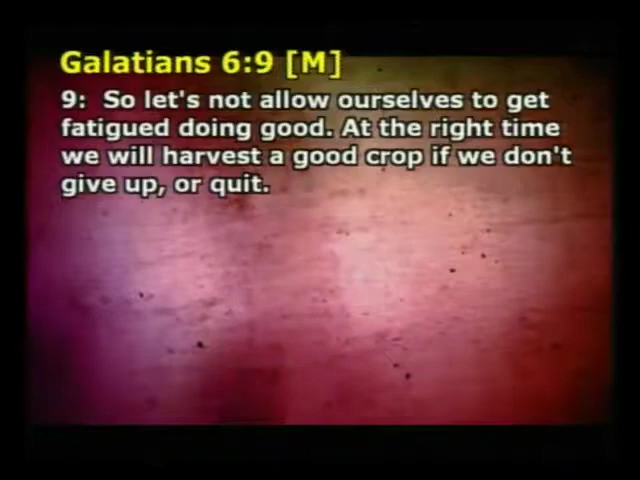 Galatians 6:9 [M]
9: So let's not allow ourselves to get
fatigued doing good. At the right time
we will harvest a good crop if we don't
give up, or quit.